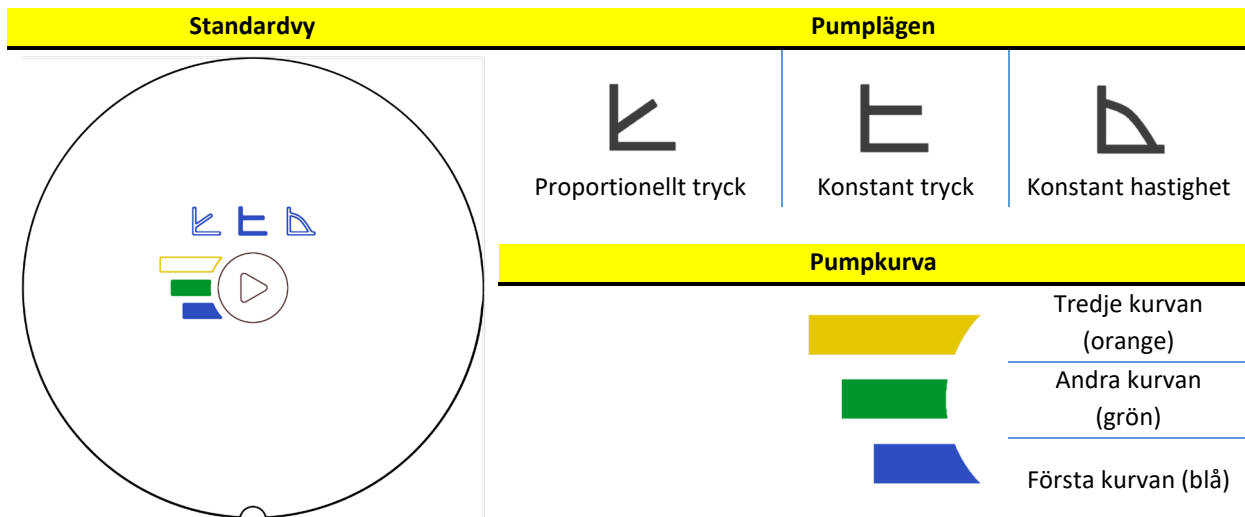 Standardvy
Pumplägen
Proportionellt tryck
Konstant tryck
Konstant hastighet
Pumpkurva
Tredje kurvan
(orange)
Andra kurvan
(grön)
Första kurvan (blå)